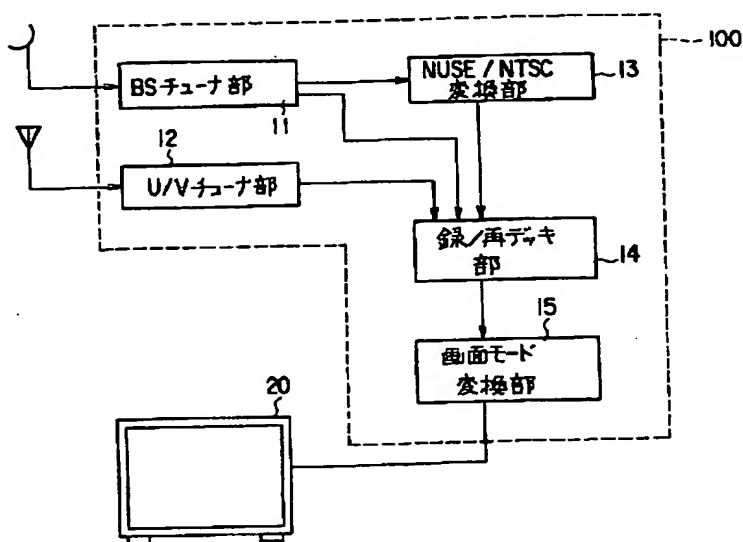 100
BSチューナ部
11
NUSE/NTSC
変換部
13
12
U/Vチューナ部
録/再デッキ
部
14
15
画面モード
変換部
20